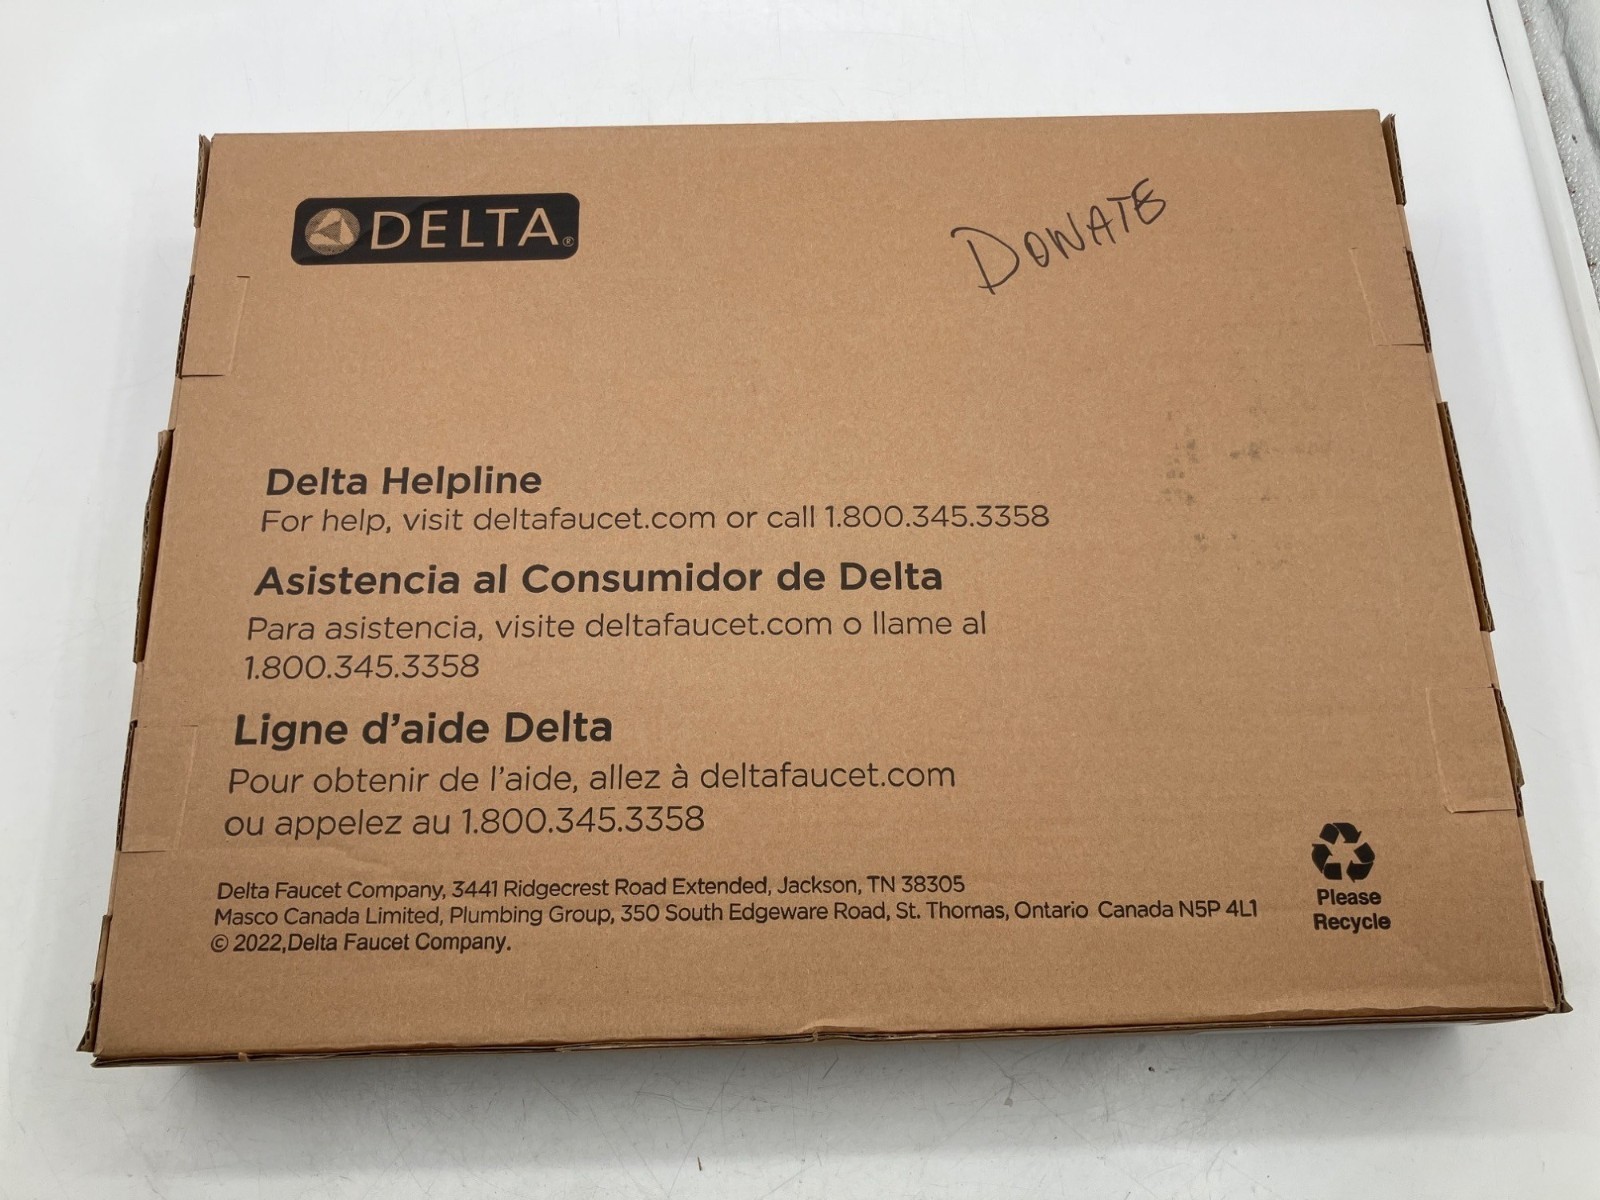 DELTA®
DONATE
Delta Helpline
For help, visit deltafaucet.com or call 1.800.345.3358
Asistencia al Consumidor de Delta
Para asistencia, visite deltafaucet.com o llame al
1.800.345.3358
Ligne d'aide Delta
Pour obtenir de l'aide, allez à deltafaucet.com
ou appelez au 1.800.345.3358
Delta Faucet Company, 3441 Ridgecrest Road Extended, Jackson, TN 38305
Masco Canada Limited, Plumbing Group, 350 South Edgeware Road, St. Thomas, Ontario Canada N5P 4L1
© 2022,Delta Faucet Company.
Please
Recycle